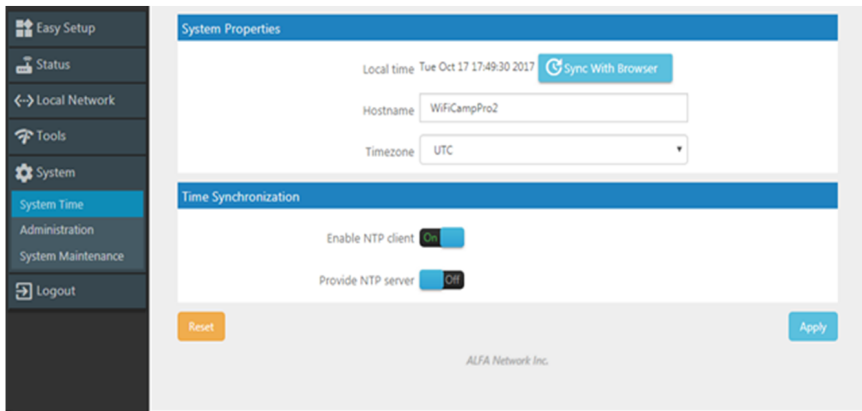 Easy Setup
Status
Local Network
Tools
System
System Time
Administration
System Maintenance
Logout
System Properties
Local time Tue Oct 17 17:49:30 2017 Sync With Browser
Hostname WiFiCampPro2
Timezone UTC
Time Synchronization
Enable NTP client On
Provide NTP server Off
Reset
Apply
ALFA Network Inc.